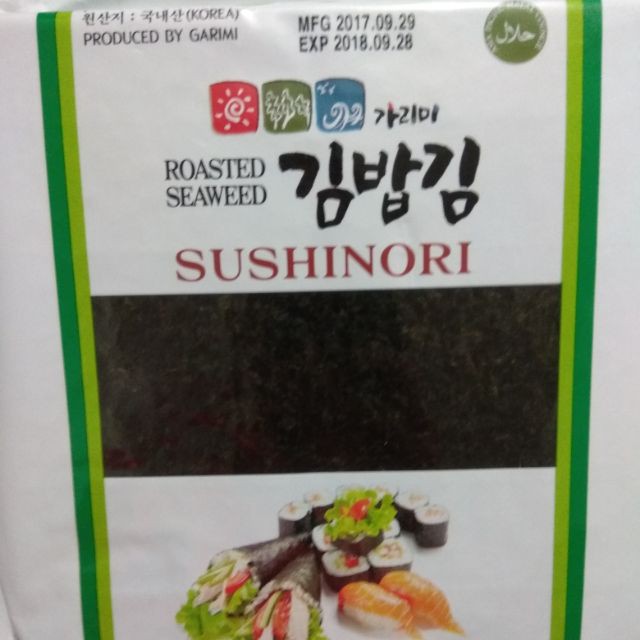 원산지 : 국내산(KOREA)
PRODUCED BY GARIMI
MFG 2017.09.29
EXP 2018.09.28
حلال
가리미
ROASTED
SEAWEED
김밥김
SUSHINORI